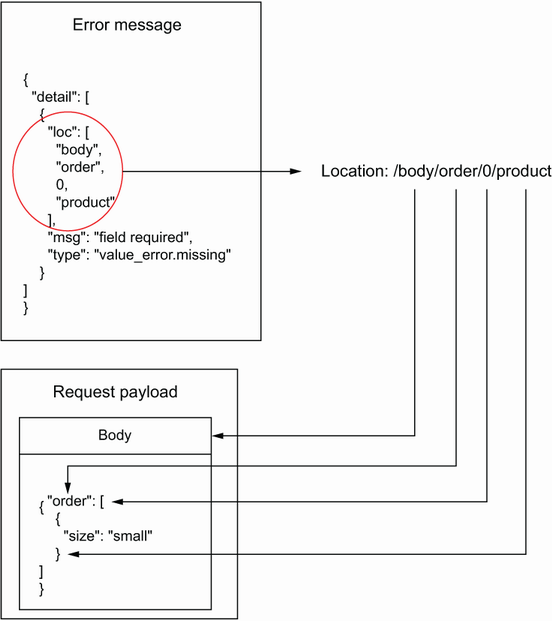 Error message
{
"detail": [
{
"loc": [
"body",
"order",
0,
"product"
],
"msg": "field required",
"type": "value_error.missing"
}
]
}
Location: /body/order/0/product
Request payload
Body
{ "order": [
{
"size": "small"
}
]
}